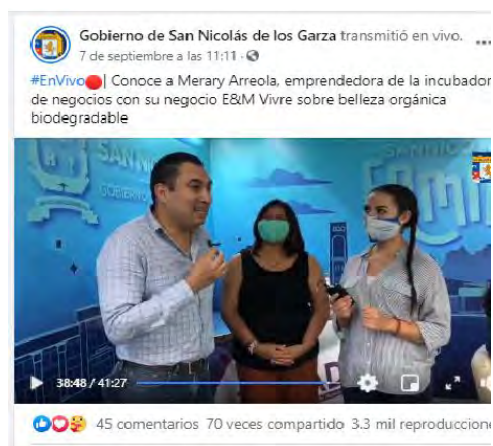 Gobierno de San Nicolás de los Garza transmitió en vivo.
7 de septiembre a las 11:11 ·
#EnVivo🔴| Conoce a Merary Arreola, emprendedora de la incubador
de negocios con su negocio E&M Vivre sobre belleza orgánica
biodegradable
SAN NIC
GOBIERNO
38:48 / 41:27
45 comentarios 70 veces compartido 3.3 mil reproduccione